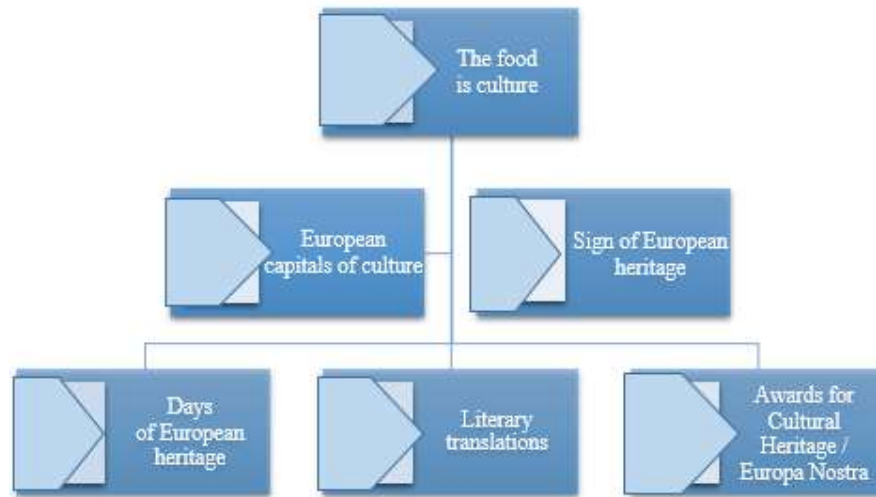 The food
is culture
European
capitals of culture
Sign of European
heritage
Days
of European
heritage
Literary
translations
Awards for
Cultural
Heritage /
Europa Nostra